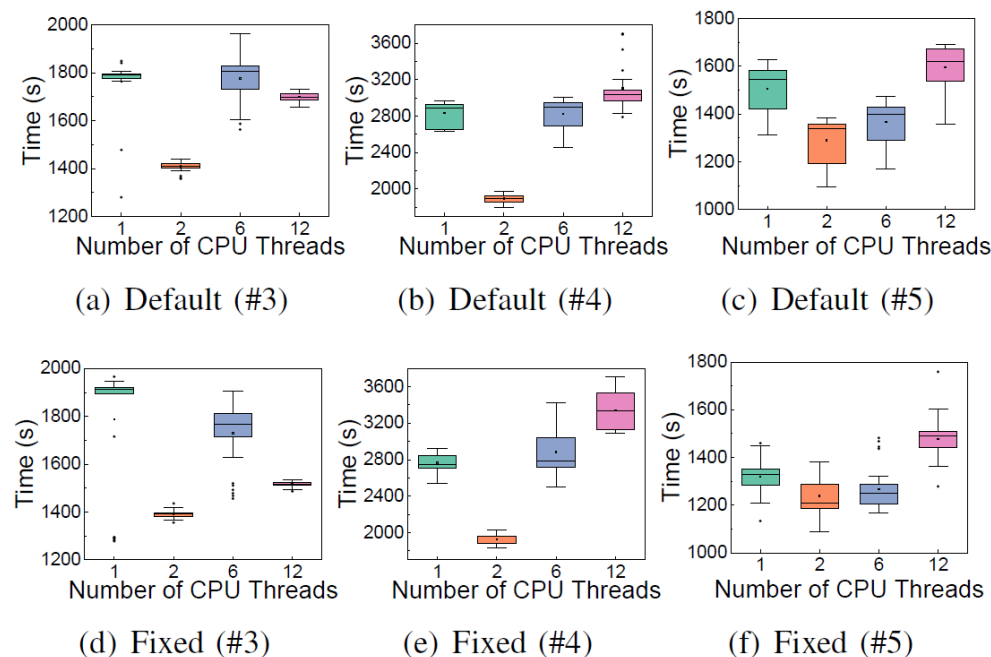 2000
1800
1600
1400
1200
Time (s)
1 2 6 12
Number of CPU Threads
(a) Default (#3)
3600
2800
2000
Time (s)
1 2 6 12
Number of CPU Threads
(b) Default (#4)
1800
1600
1400
1200
1000
Time (s)
1 2 6 12
Number of CPU Threads
(c) Default (#5)
2000
1800
1600
1400
1200
Time (s)
1 2 6 12
Number of CPU Threads
(d) Fixed (#3)
3600
2800
2000
Time (s)
1 2 6 12
Number of CPU Threads
(e) Fixed (#4)
1800
1600
1400
1200
1000
Time (s)
1 2 6 12
Number of CPU Threads
(f) Fixed (#5)